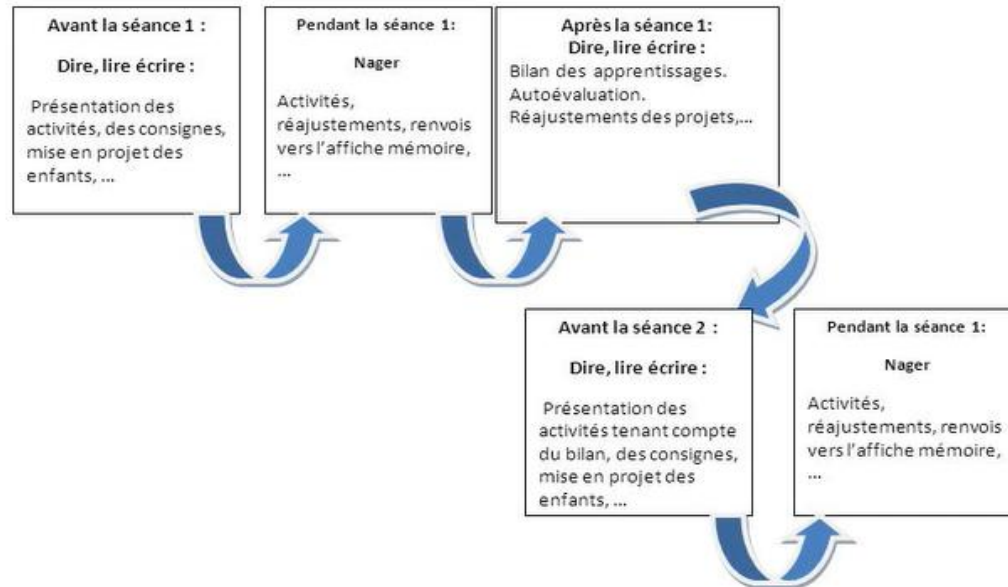 Avant la séance 1 :
Dire, lire écrire :
Présentation des
activités, des consignes,
mise en projet des
enfants, ...
Pendant la séance 1:
Nager
Activités,
réajustements, renvois
vers l'affiche mémoire,
...
Après la séance 1:
Dire, lire écrire :
Bilan des apprentissages.
Autoévaluation.
Réajustements des projets,...
Avant la séance 2 :
Dire, lire écrire :
Présentation des
activités tenant compte
du bilan, des consignes,
mise en projet des
enfants, ...
Pendant la séance 1:
Nager
Activités,
réajustements, renvois
vers l'affiche mémoire,
...